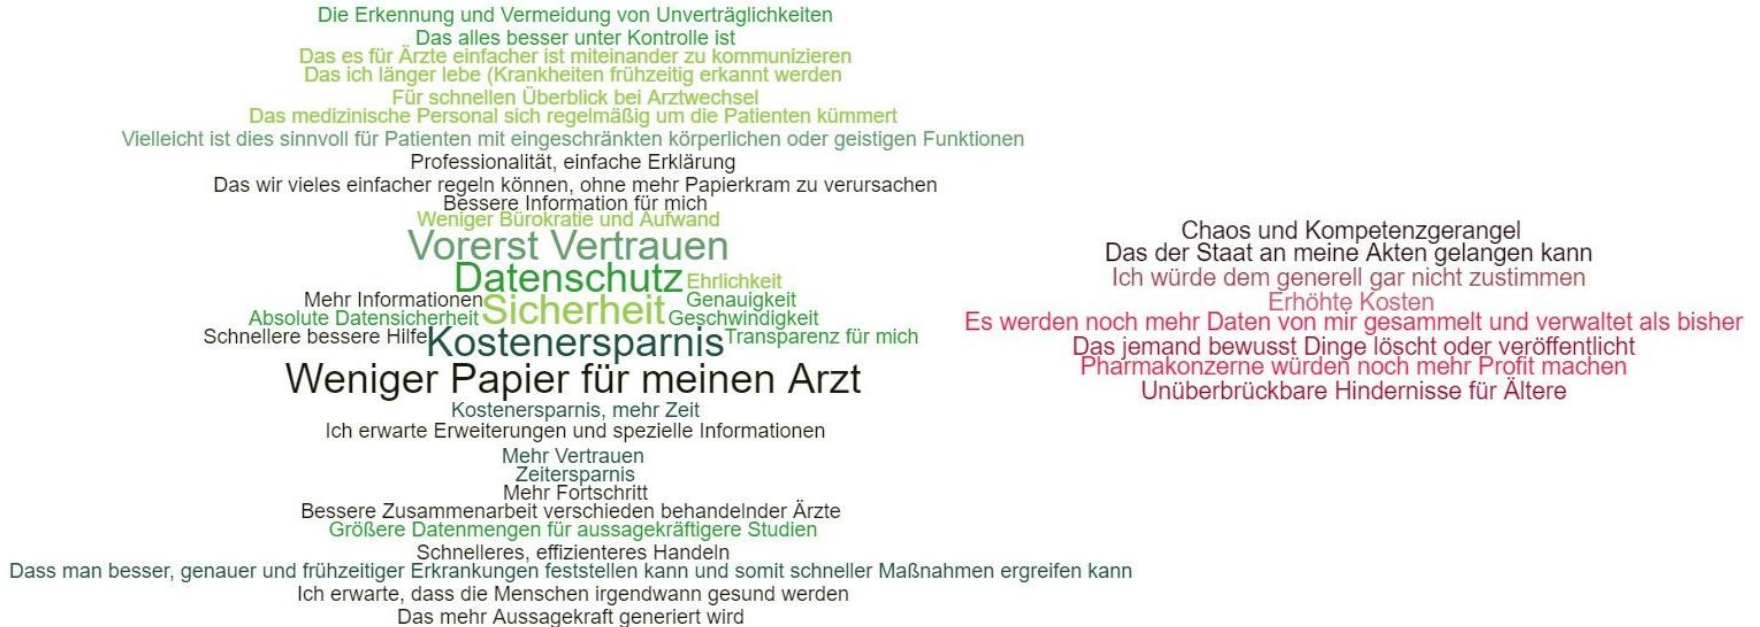 Die Erkennung und Vermeidung von Unverträglichkeiten
Das alles besser unter Kontrolle ist
Das es für Ärzte einfacher ist miteinander zu kommunizieren
Das ich länger lebe (Krankheiten frühzeitig erkannt werden
Für schnellen Überblick bei Arztwechsel
Das medizinische Personal sich regelmäßig um die Patienten kümmert
Vielleicht ist dies sinnvoll für Patienten mit eingeschränkten körperlichen oder geistigen Funktionen
Professionalität, einfache Erklärung
Das wir vieles einfacher regeln können, ohne mehr Papierkram zu verursachen
Bessere Information für mich
Weniger Bürokratie und Aufwand
Vorerst Vertrauen
Datenschutz
Ehrlichkeit
Mehr Informationen
Sicherheit
Genauigkeit
Absolute Datensicherheit
Geschwindigkeit
Schnellere bessere Hilfe
Kostenersparnis
Transparenz für mich
Weniger Papier für meinen Arzt
Kostenersparnis, mehr Zeit
Ich erwarte Erweiterungen und spezielle Informationen
Mehr Vertrauen
Zeitersparnis
Mehr Fortschritt
Bessere Zusammenarbeit verschieden behandelnder Ärzte
Größere Datenmengen für aussagekräftigere Studien
Schnelleres, effizienteres Handeln
Dass man besser, genauer und frühzeitiger Erkrankungen feststellen kann und somit schneller Maßnahmen ergreifen kann
Ich erwarte, dass die Menschen irgendwann gesund werden
Das mehr Aussagekraft generiert wird
Chaos und Kompetenzgerangel
Das der Staat an meine Akten gelangen kann
Ich würde dem generell gar nicht zustimmen
Erhöhte Kosten
Es werden noch mehr Daten von mir gesammelt und verwaltet als bisher
Das jemand bewusst Dinge löscht oder veröffentlicht
Pharmakonzerne würden noch mehr Profit machen
Unüberbrückbare Hindernisse für Ältere